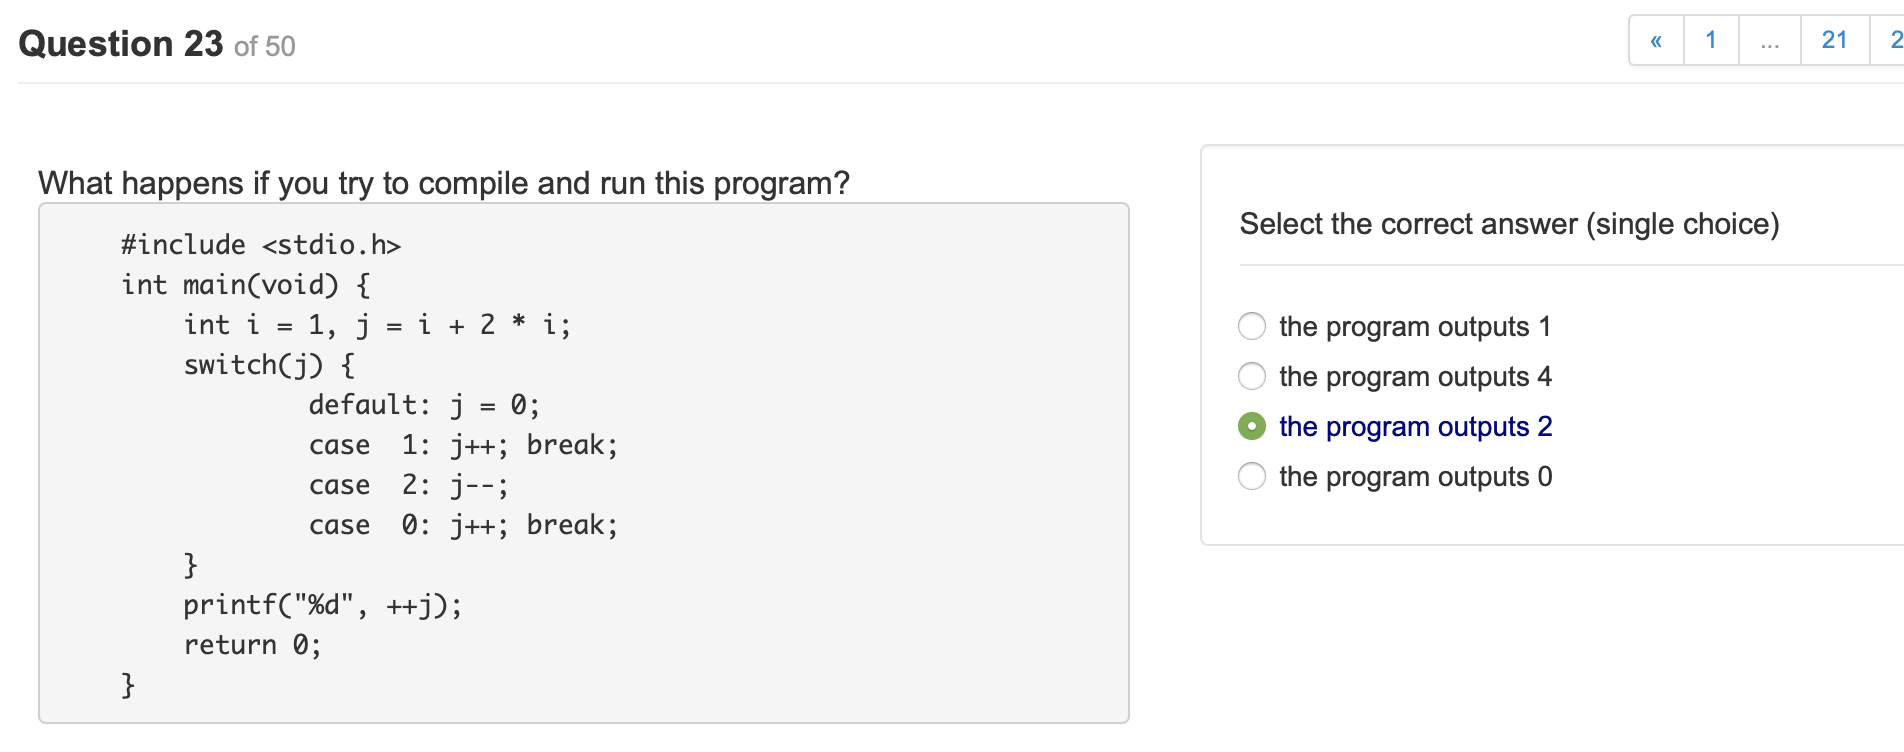 Question 23 of 50
« 1 ... 21 2
What happens if you try to compile and run this program?
#include <stdio.h>
int main(void) {
    int i = 1, j = i + 2 * i;
    switch(j) {
            default: j = 0;
            case  1: j++; break;
            case  2: j--;
            case  0: j++; break;
    }
    printf("%d", ++j);
    return 0;
}
Select the correct answer (single choice)
the program outputs 1
the program outputs 4
the program outputs 2
the program outputs 0